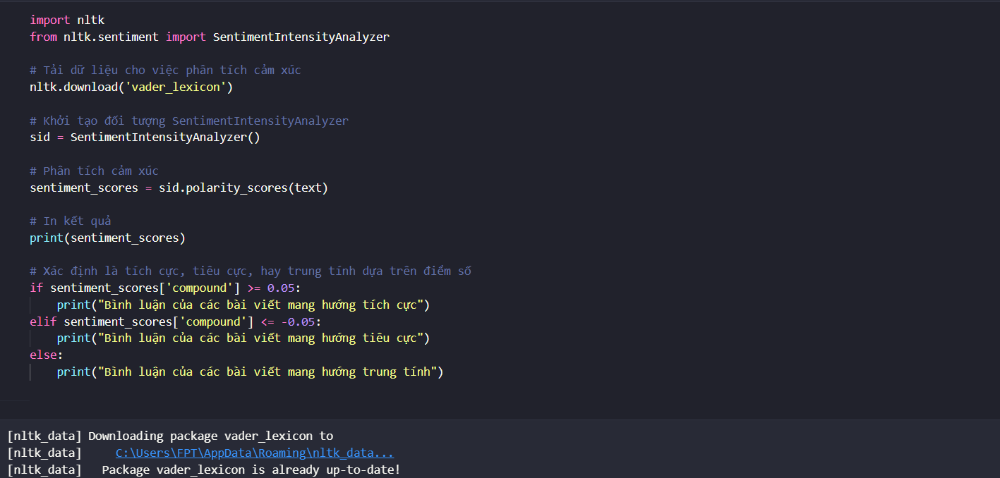 import nltk
from nltk.sentiment import SentimentIntensityAnalyzer
# Tải dữ liệu cho việc phân tích cảm xúc
nltk.download('vader_lexicon')
# Khởi tạo đối tượng SentimentIntensityAnalyzer
sid = SentimentIntensityAnalyzer()
# Phân tích cảm xúc
sentiment_scores = sid.polarity_scores(text)
# In kết quả
print(sentiment_scores)
# Xác định là tích cực, tiêu cực, hay trung tính dựa trên điểm số
if sentiment_scores['compound'] >= 0.05:
    print("Bình luận của các bài viết mang hướng tích cực")
elif sentiment_scores['compound'] <= -0.05:
    print("Bình luận của các bài viết mang hướng tiêu cực")
else:
    print("Bình luận của các bài viết mang hướng trung tính")
[nltk_data] Downloading package vader_lexicon to
[nltk_data]     C:\Users\FPT\AppData\Roaming\nltk_data...
[nltk_data]   Package vader_lexicon is already up-to-date!